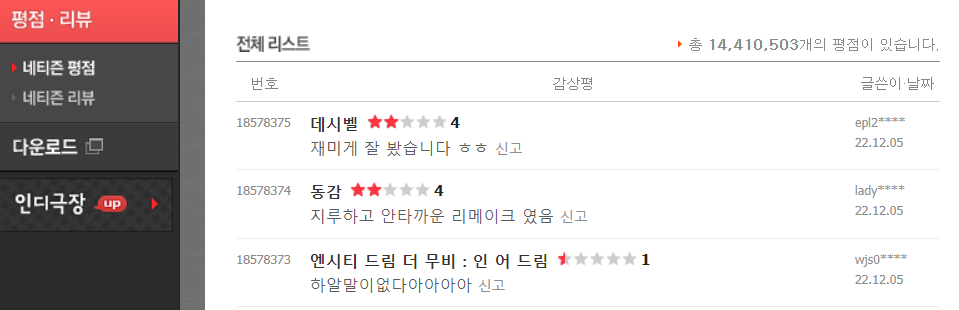 평점 · 리뷰
네티즌 평점
네티즌 리뷰
다운로드
인디극장 up
전체 리스트
총 14,410,503개의 평점이 있습니다.
번호 감상평 글쓴이·날짜
18578375 데시벨 4 epl2****
재미게 잘 봤습니다 ㅎㅎ 신고 22.12.05
18578374 동감 4 lady****
지루하고 안타까운 리메이크 였음 신고 22.12.05
18578373 엔시티 드림 더 무비 : 인 어 드림 1 wjs0****
하알말이없다아아아아 신고 22.12.05